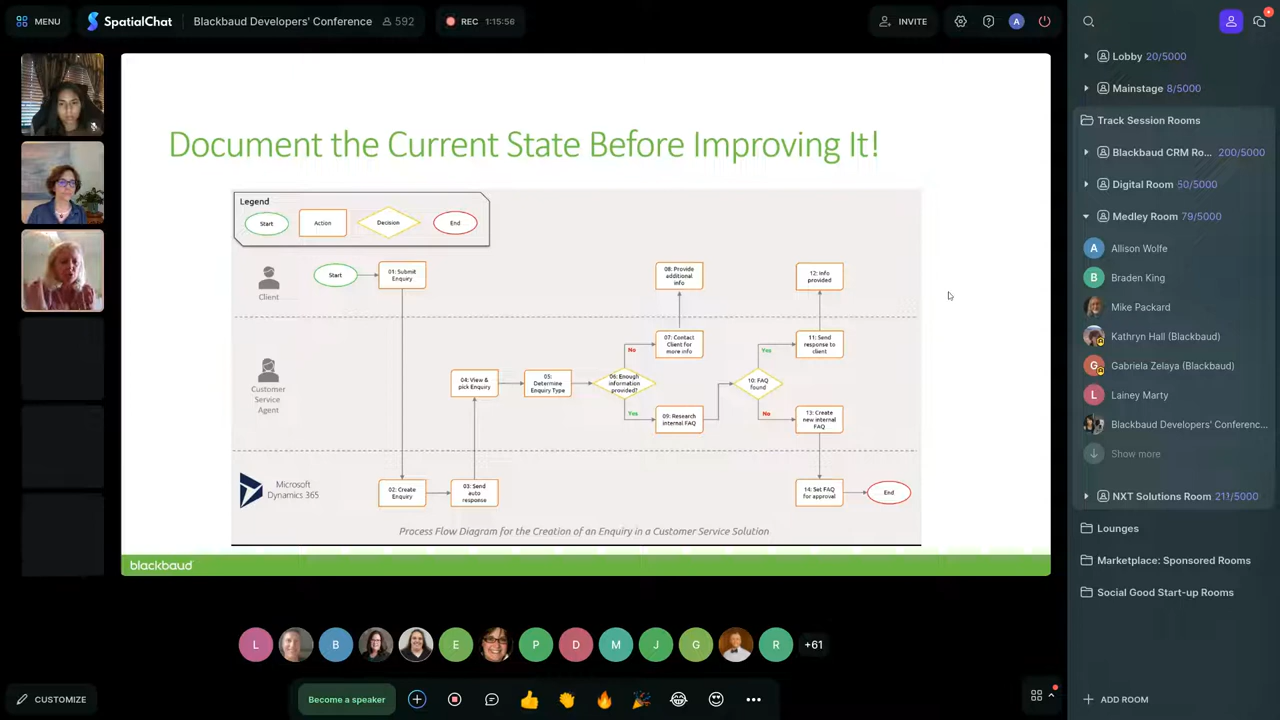 MENU
SpatialChat
Blackbaud Developers' Conference
592
REC 1:15:56
INVITE
A
Document the Current State Before Improving It!
Legend
Start
Action
Decision
End
Client
Start
01: Submit
Enquiry
08: Provide
additional
info
12: Info
provided
Customer
Service
Agent
04: View &
pick Enquiry
05:
Determine
Enquiry Type
06: Enough
information
provided?
No
Yes
07: Contact
Client for
more info
09: Research
internal FAQ
10: FAQ
found
Yes
No
11: Send
response to
client
13: Create
new internal
FAQ
Microsoft
Dynamics 365
02: Create
Enquiry
03: Send
auto
response
14: Set FAQ
for approval
End
Process Flow Diagram for the Creation of an Enquiry in a Customer Service Solution
blackbaud
L
B
E
P
D
M
J
G
R
+61
CUSTOMIZE
Become a speaker
Lobby 20/5000
Mainstage 8/5000
Track Session Rooms
Blackbaud CRM Ro... 200/5000
Digital Room 50/5000
Medley Room 79/5000
A Allison Wolfe
B Braden King
Mike Packard
Kathryn Hall (Blackbaud)
G Gabriela Zelaya (Blackbaud)
L Lainey Marty
Blackbaud Developers' Conferenc...
Show more
NXT Solutions Room /5000
Lounges
Marketplace: Sponsored Rooms
Social Good Start-up Rooms
ADD ROOM